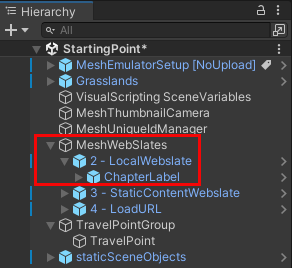 Hierarchy
All
StartingPoint*
MeshEmulatorSetup [NoUpload]
Grasslands
VisualScripting SceneVariables
MeshThumbnailCamera
MeshUniqueIdManager
MeshWebSlates
2 - LocalWebslate
ChapterLabel
3 - StaticContentWebslate
4 - LoadURL
TravelPointGroup
TravelPoint
staticSceneObjects